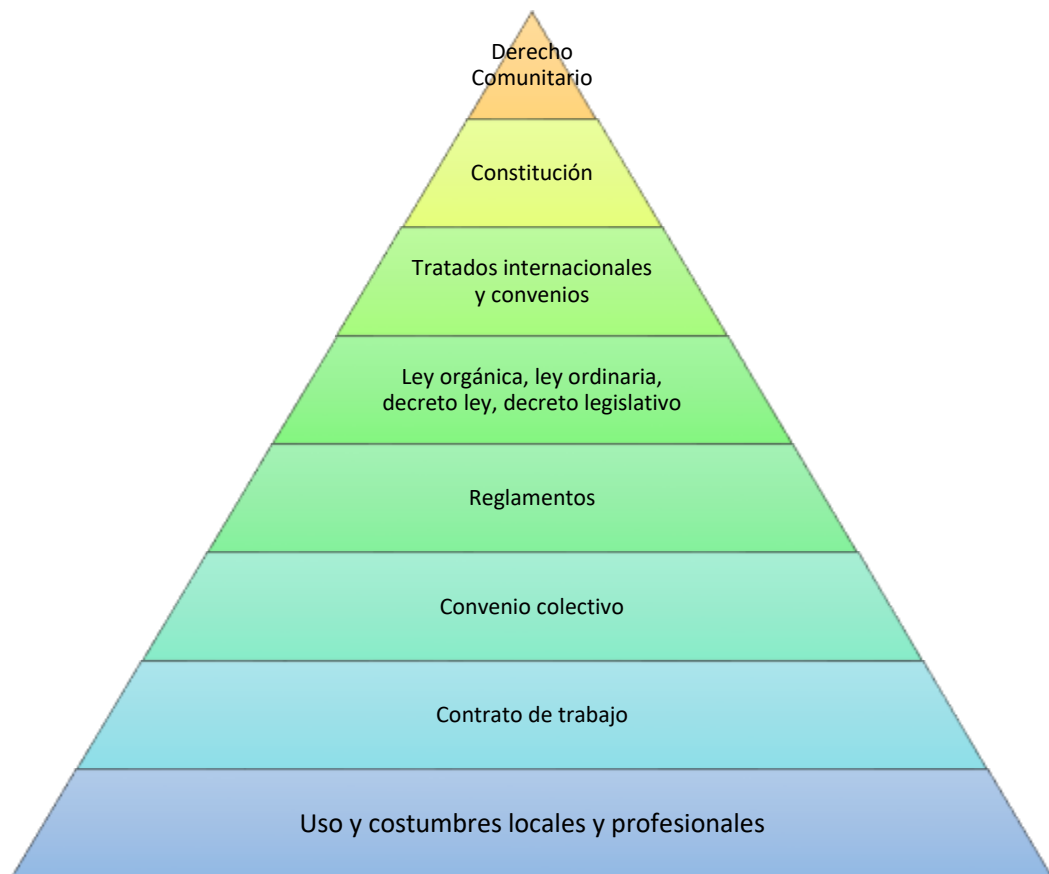 Derecho
Comunitario
Constitución
Tratados internacionales
y convenios
Ley orgánica, ley ordinaria,
decreto ley, decreto legislativo
Reglamentos
Convenio colectivo
Contrato de trabajo
Uso y costumbres locales y profesionales